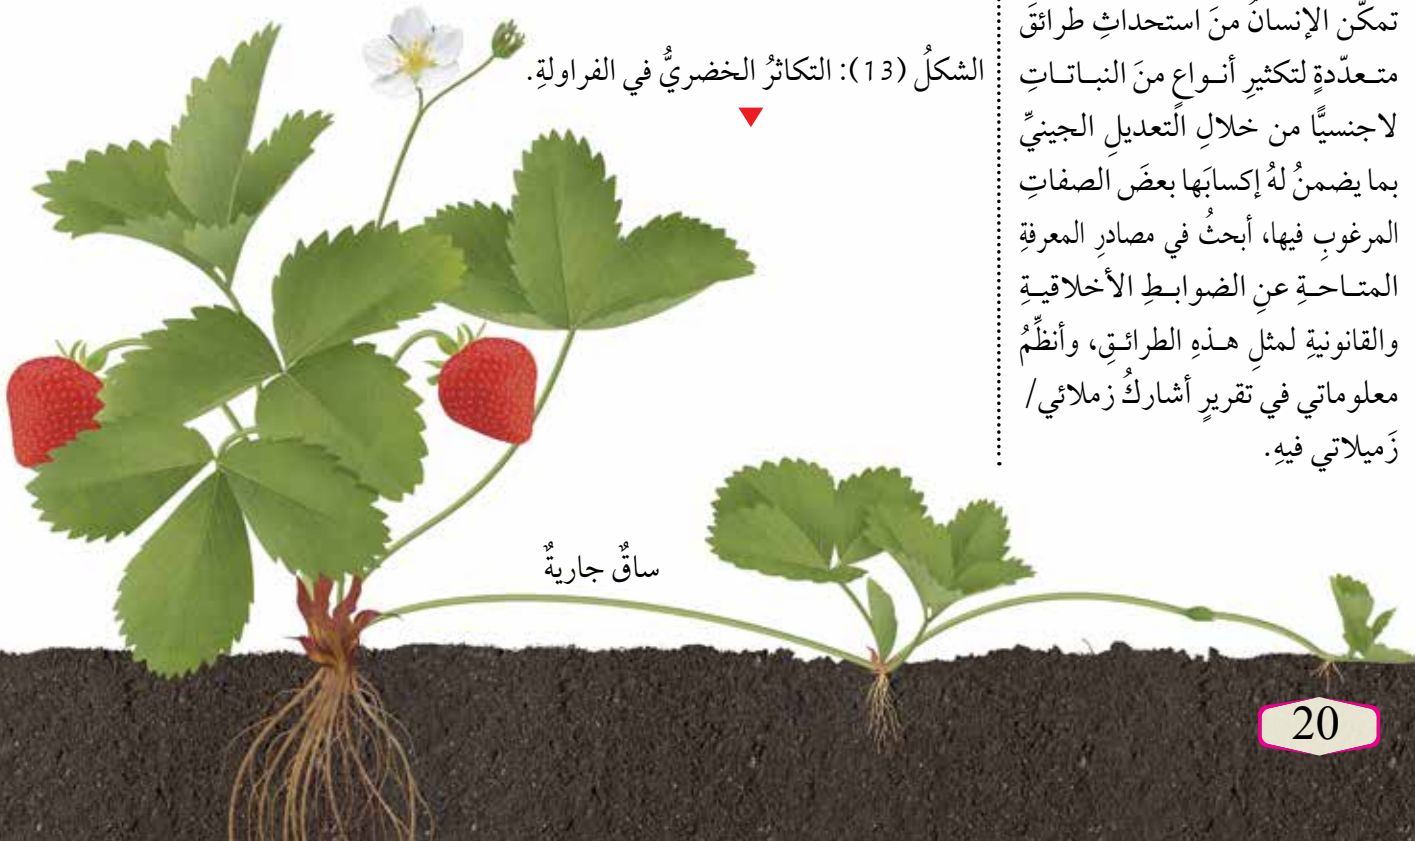 تمكّن الإنسانُ منَ استحداثِ طرائقَ
متعدّدةٍ لتكثيرِ أنواعٍ منَ النباتاتِ
لاجنسيًّا من خلالِ التعديلِ الجينيِّ
بما يضمنُ لهُ إكسابَها بعضَ الصفاتِ
المرغوبِ فيها، أبحثُ في مصادرِ المعرفةِ
المتاحةِ عنِ الضوابطِ الأخلاقيةِ
والقانونيةِ لمثلِ هذهِ الطرائقِ، وأنظِّمُ
معلوماتي في تقريرٍ أشاركُ زملائي/
زَميلاتي فيهِ.
الشكلُ (13): التكاثرُ الخضريُّ في الفراولةِ.
ساقٌ جاريةٌ
20